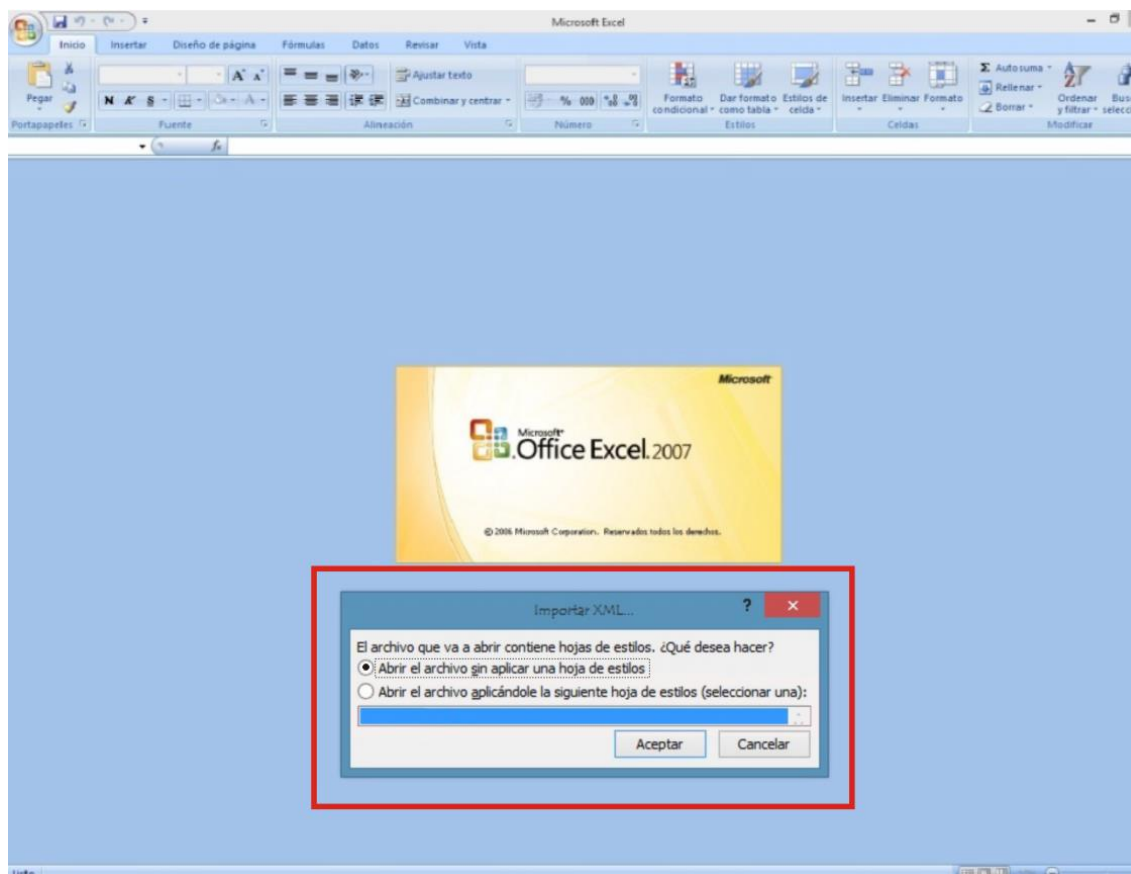 Microsoft Excel
Inicio Insertar Diseño de página Fórmulas Datos Revisar Vista
Pegar
Portapapeles
N K S
A A
Fuente
Ajustar texto
Combinar y centrar
Alineación
% 000
Número
Formato condicional
Dar formato como tabla
Estilos de celda
Estilos
Insertar Eliminar Formato
Celdas
Σ Autosuma
Rellenar
Borrar
Ordenar y filtrar
Modificar
fx
Microsoft
Microsoft
Office Excel 2007
© 2006 Microsoft Corporation. Reservados todos los derechos.
Importar XML...
? ×
El archivo que va a abrir contiene hojas de estilos. ¿Qué desea hacer?
Abrir el archivo sin aplicar una hoja de estilos
Abrir el archivo aplicándole la siguiente hoja de estilos (seleccionar una):
Aceptar Cancelar